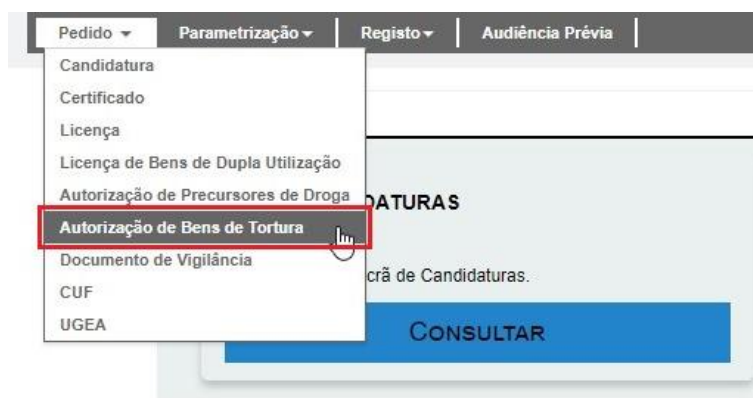 Pedido Parametrização Registo Audiência Prévia
Candidatura
Certificado
Licença
Licença de Bens de Dupla Utilização
Autorização de Precursores de Droga
Autorização de Bens de Tortura
Documento de Vigilância
CUF
UGEA
DATURAS
crã de Candidaturas.
CONSULTAR